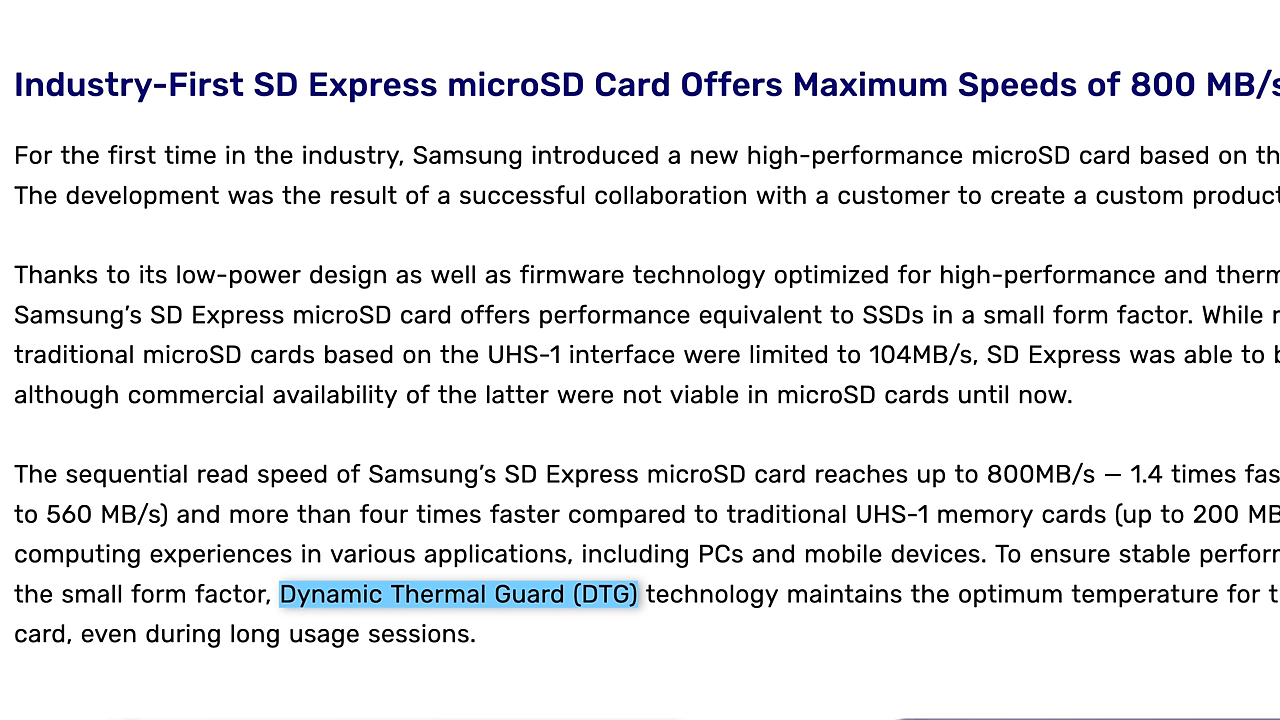 Industry-First SD Express microSD Card Offers Maximum Speeds of 800 MB/s
For the first time in the industry, Samsung introduced a new high-performance microSD card based on th
The development was the result of a successful collaboration with a customer to create a custom product
Thanks to its low-power design as well as firmware technology optimized for high-performance and therm
Samsung’s SD Express microSD card offers performance equivalent to SSDs in a small form factor. While
traditional microSD cards based on the UHS-1 interface were limited to 104MB/s, SD Express was able to
although commercial availability of the latter were not viable in microSD cards until now.
The sequential read speed of Samsung’s SD Express microSD card reaches up to 800MB/s – 1.4 times fas
to 560 MB/s) and more than four times faster compared to traditional UHS-1 memory cards (up to 200 MB
computing experiences in various applications, including PCs and mobile devices. To ensure stable perfor
the small form factor, Dynamic Thermal Guard (DTG) technology maintains the optimum temperature for t
card, even during long usage sessions.